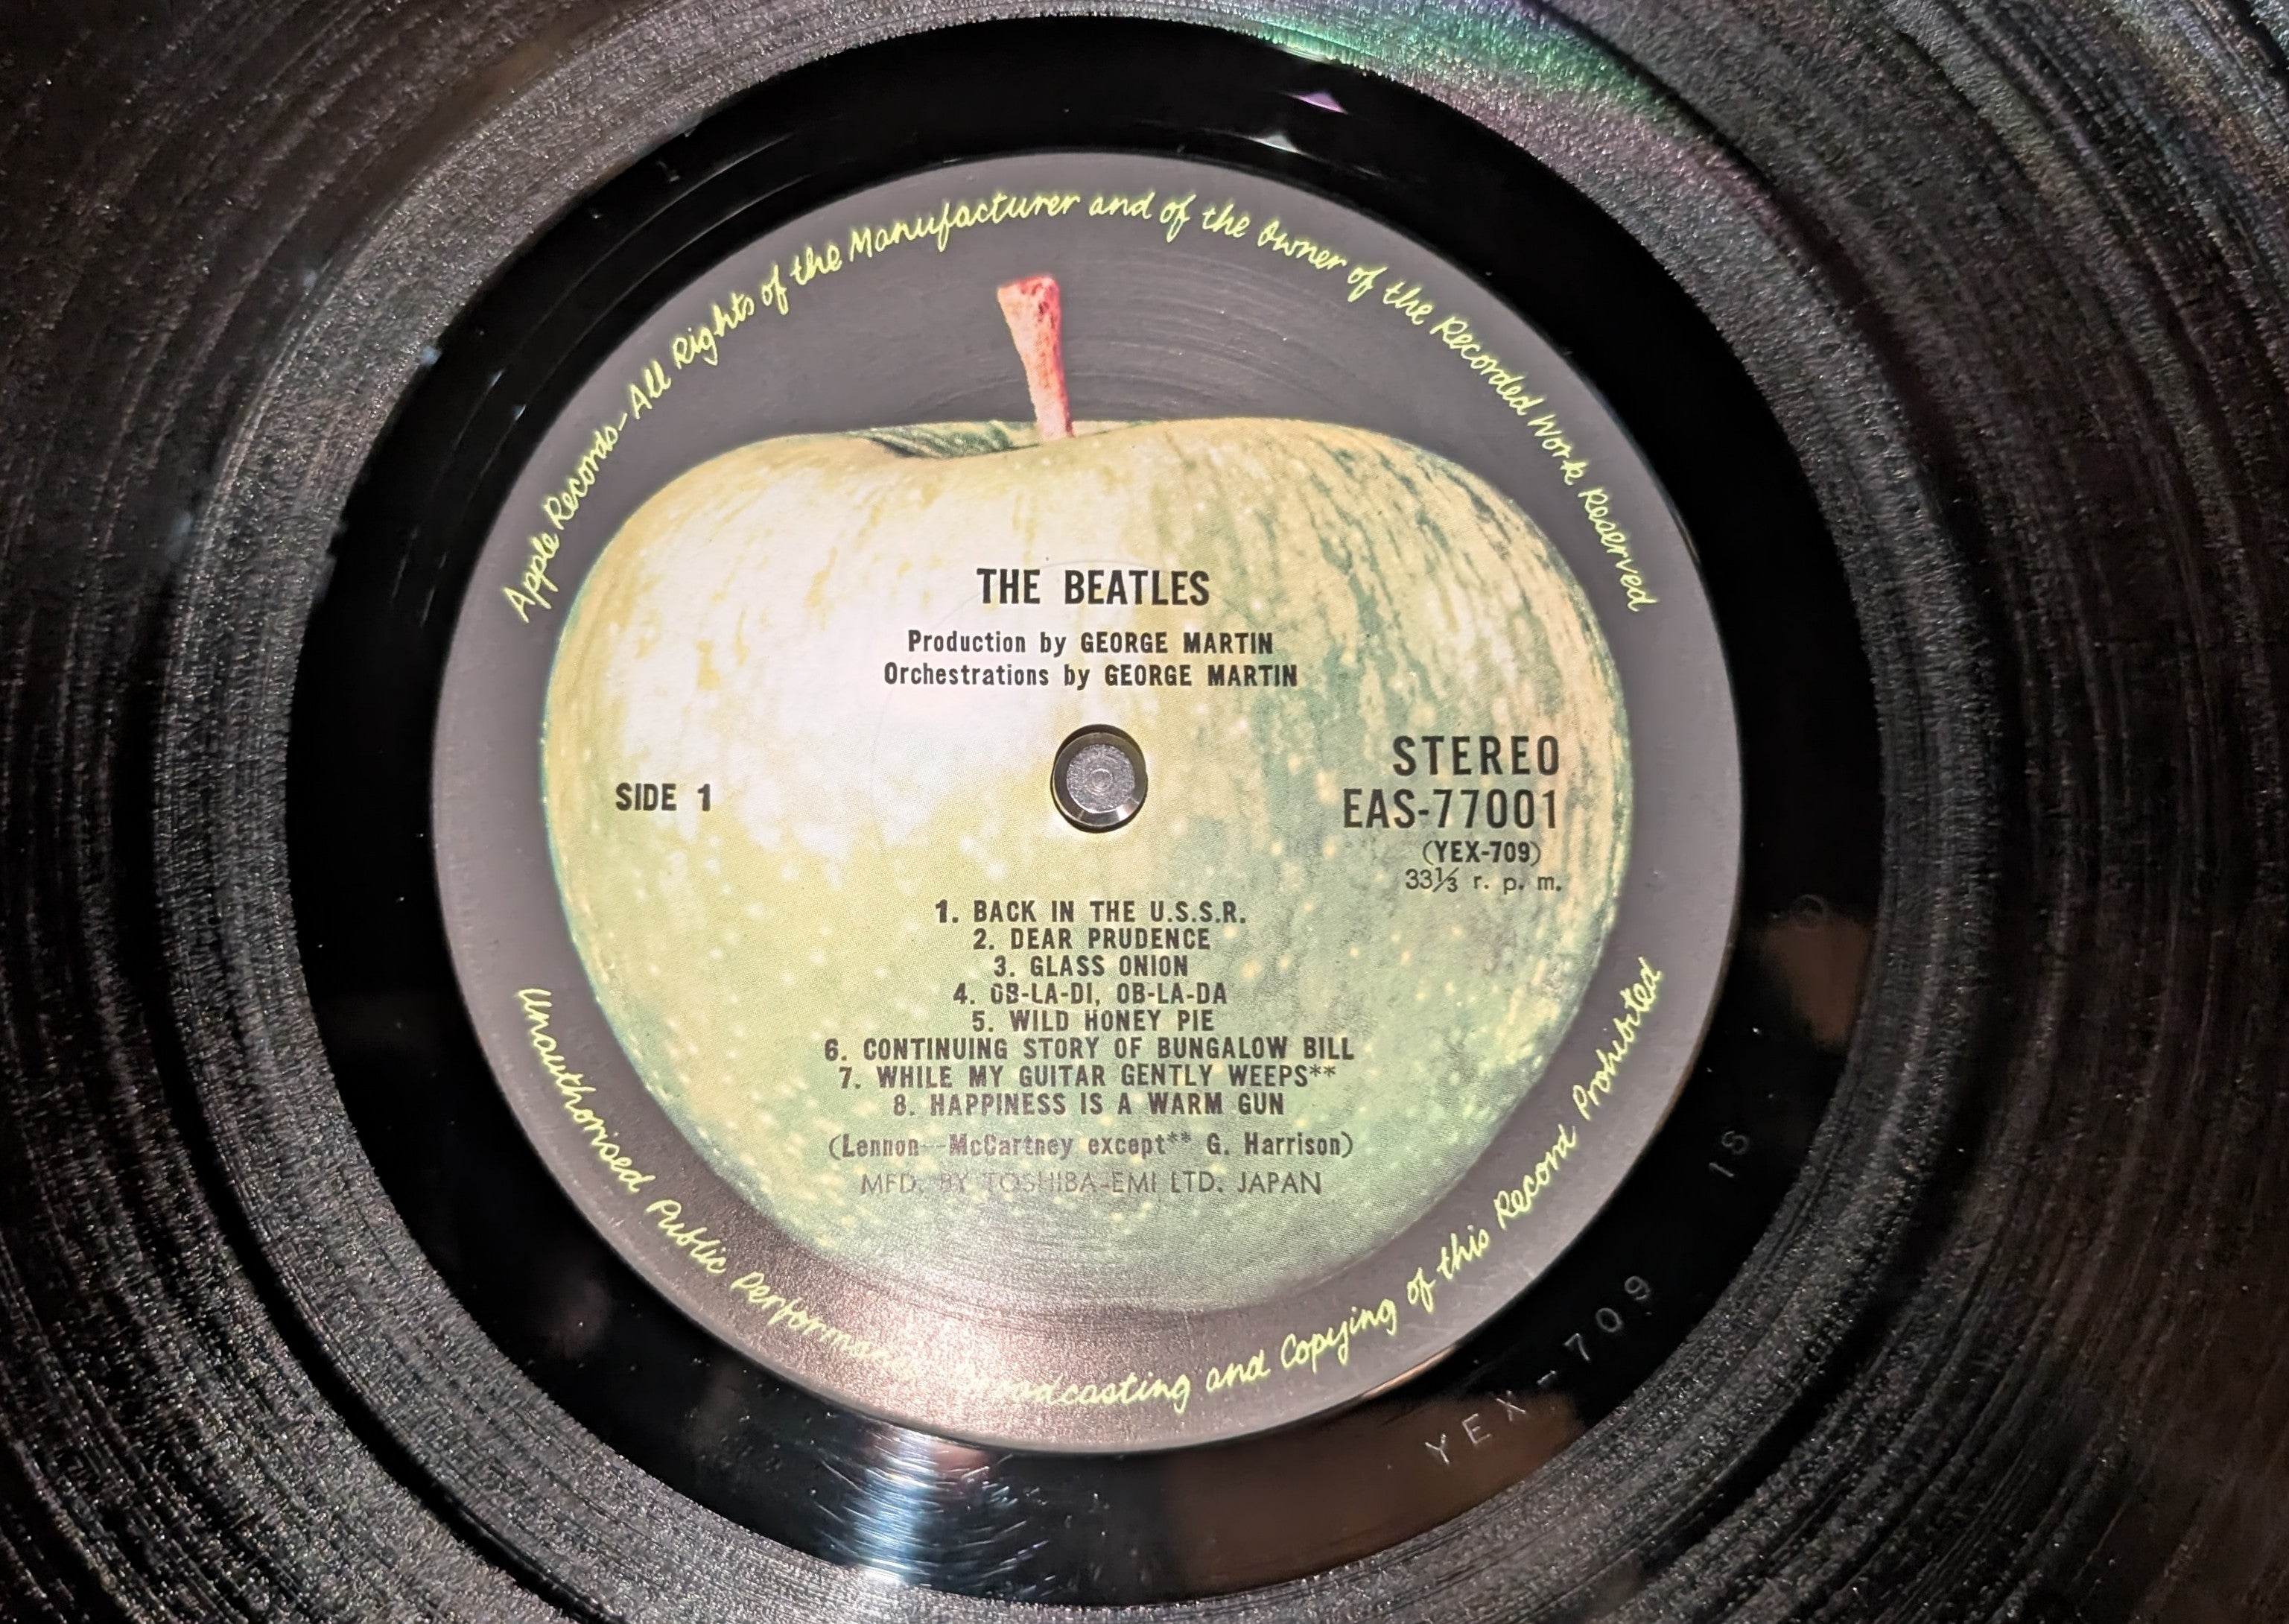 Apple Records-All Rights of the Manufacturer and of the Owner of the Recorded Work Reserved
THE BEATLES
Production by GEORGE MARTIN
Orchestrations by GEORGE MARTIN
SIDE 1
STEREO
EAS-77001
(YEX-709)
33⅓ r. p. m.
1. BACK IN THE U.S.S.R.
2. DEAR PRUDENCE
3. GLASS ONION
4. OB-LA-DI, OB-LA-DA
5. WILD HONEY PIE
6. CONTINUING STORY OF BUNGALOW BILL
7. WHILE MY GUITAR GENTLY WEEPS**
8. HAPPINESS IS A WARM GUN
(Lennon--McCartney except** G. Harrison)
MFD. BY TOSHIBA-EMI LTD. JAPAN
Unauthorised Public Performance Broadcasting and Copying of this Record Prohibited
YEX-709